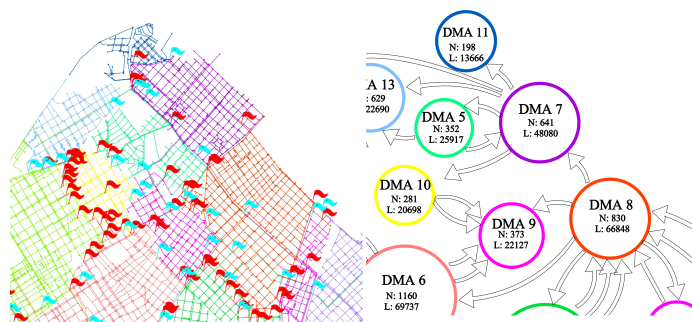 DMA 11
N: 198
L: 13666
A 13
: 629
22690
DMA 5
N: 352
L: 25917
DMA 7
N: 641
L: 48080
DMA 10
N: 281
L: 20698
DMA 9
N: 373
L: 22127
DMA 8
N: 830
L: 66848
DMA 6
N: 1160
L: 69737